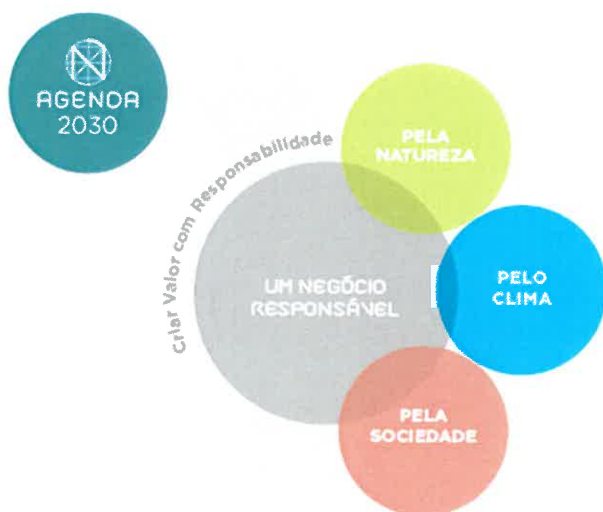 N
AGENDA
2030
Criar Valor com Responsabilidade
PELA
NATUREZA
UM NEGÓCIO
RESPONSÁVEL
PELO
CLIMA
PELA
SOCIEDADE